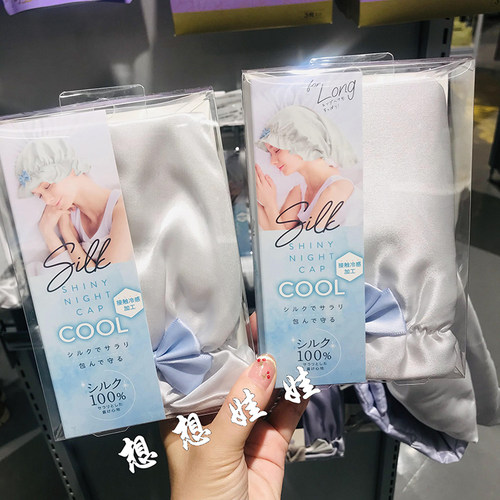 Silk
SHINY
NIGHT
CAP
COOL
接触冷感
加工
シルクでサラリ
包んで守る
シルク
100%
for Long
Silk
SHINY
NIGHT
CAP
COOL
接触冷感
加工
シルクでサラリ
包んで守る
シルク
100%
想想娃娃